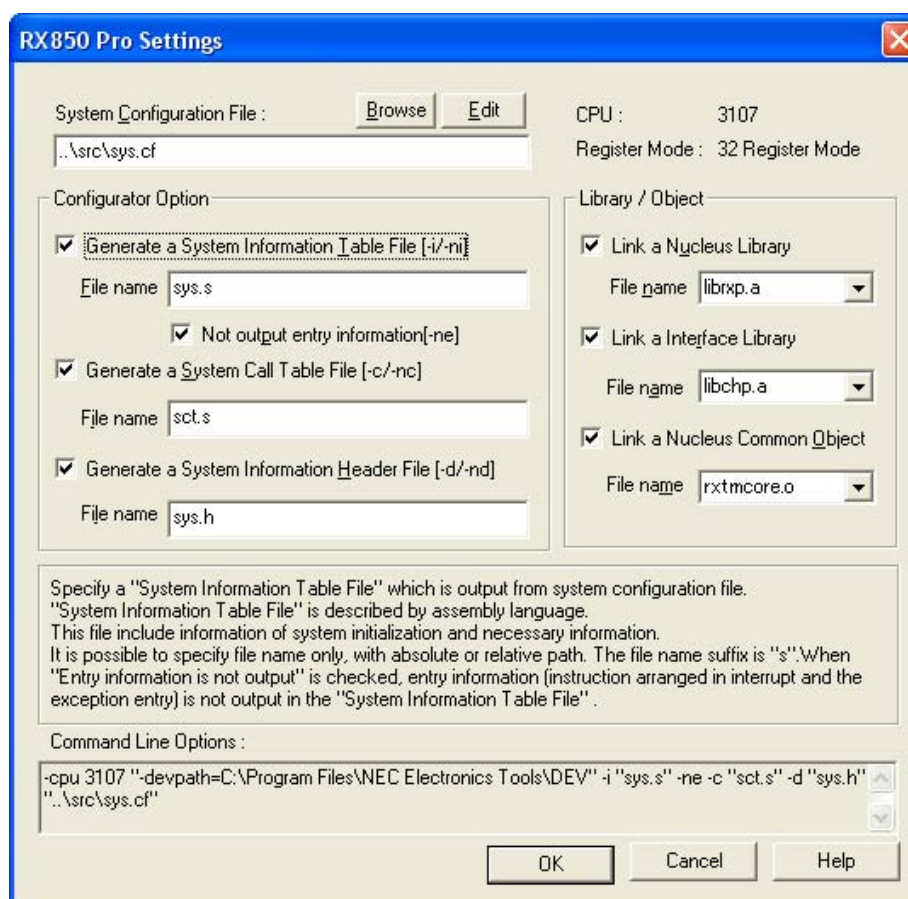 RX850 Pro Settings
System Configuration File :
Browse
Edit
CPU :
3107
..\src\sys.cf
Register Mode :
32 Register Mode
Configurator Option
Generate a System Information Table File [-i/-ni]
File name
sys.s
Not output entry information[-ne]
Generate a System Call Table File [-c/-nc]
File name
sct.s
Generate a System Information Header File [-d/-nd]
File name
sys.h
Library / Object
Link a Nucleus Library
File name
librxp.a
Link a Interface Library
File name
libchp.a
Link a Nucleus Common Object
File name
rxtmcore.o
Specify a "System Information Table File" which is output from system configuration file.
"System Information Table File" is described by assembly language.
This file include information of system initialization and necessary information.
It is possible to specify file name only, with absolute or relative path. The file name suffix is "s".When
"Entry information is not output" is checked, entry information (instruction arranged in interrupt and the
exception entry) is not output in the "System Information Table File" .
Command Line Options :
-cpu 3107 "-devpath=C:\Program Files\NEC Electronics Tools\DEV" -i "sys.s" -ne -c "sct.s" -d "sys.h"
"..\src\sys.cf"
OK
Cancel
Help